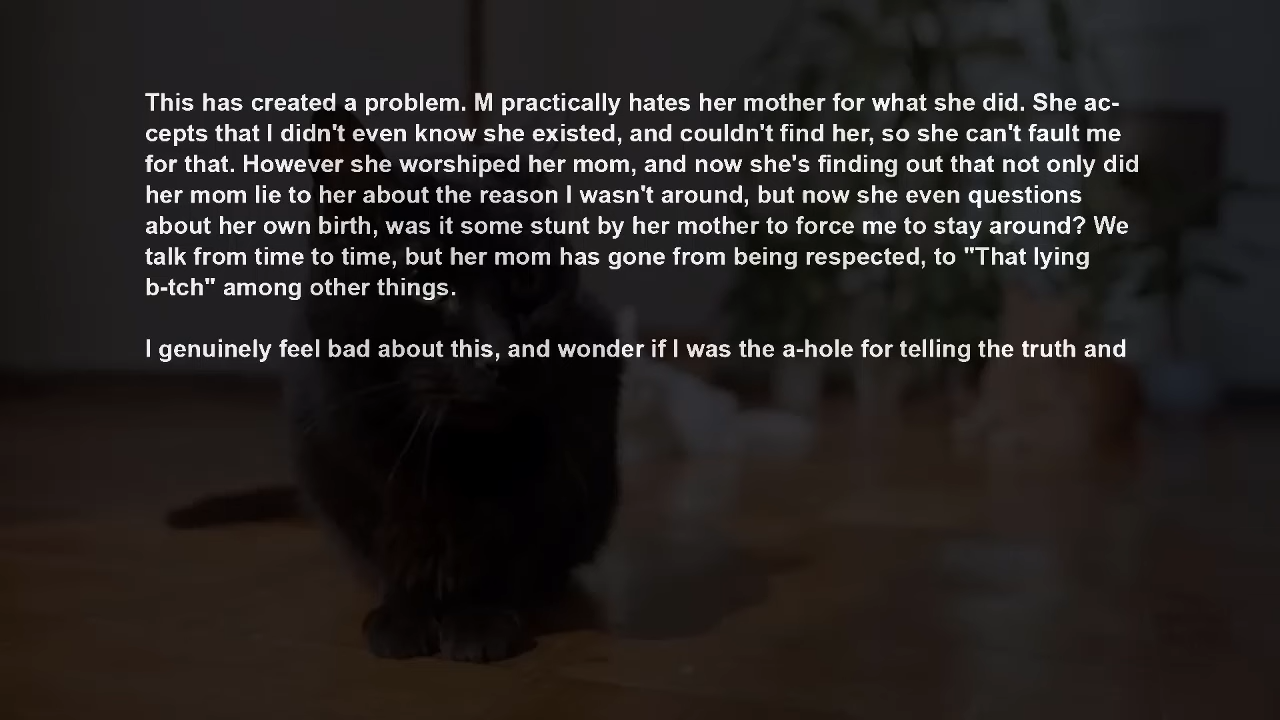 This has created a problem. M practically hates her mother for what she did. She ac-
cepts that I didn't even know she existed, and couldn't find her, so she can't fault me
for that. However she worshiped her mom, and now she's finding out that not only did
her mom lie to her about the reason I wasn't around, but now she even questions
about her own birth, was it some stunt by her mother to force me to stay around? We
talk from time to time, but her mom has gone from being respected, to "That lying
b-tch" among other things.
I genuinely feel bad about this, and wonder if I was the a-hole for telling the truth and